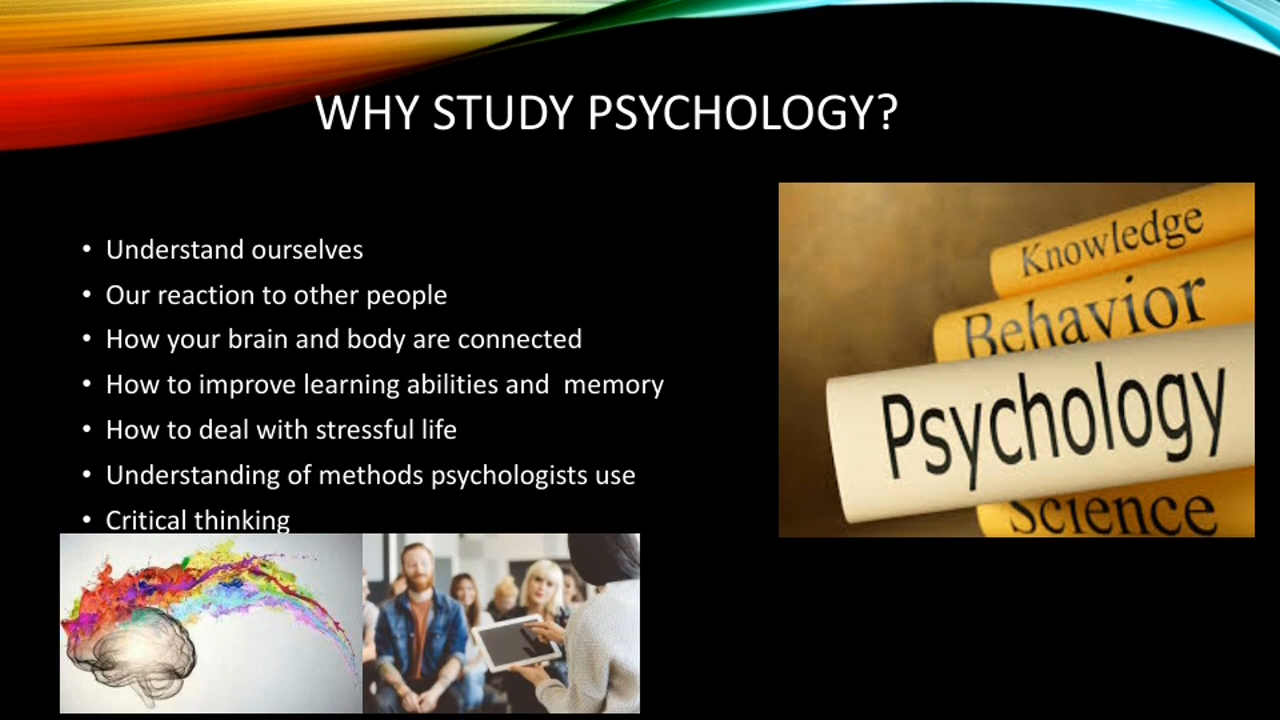 WHY STUDY PSYCHOLOGY?
• Understand ourselves
• Our reaction to other people
• How your brain and body are connected
• How to improve learning abilities and  memory
• How to deal with stressful life
• Understanding of methods psychologists use
• Critical thinking
Knowledge
Behavior
Psychology
Science